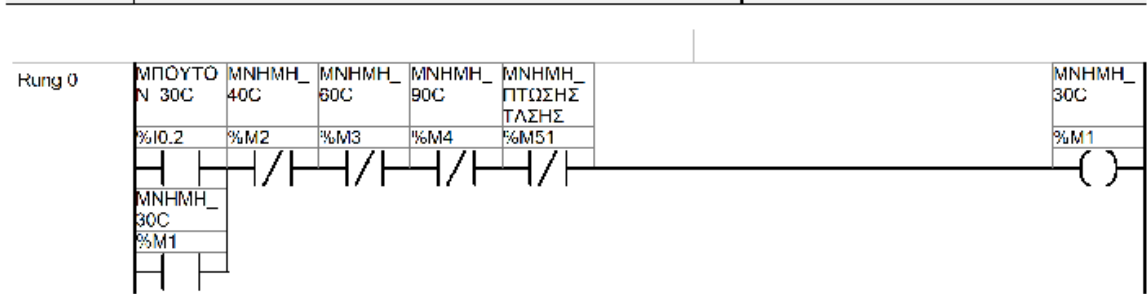 Rung 0
ΜΠΟΥΤΟ
Ν 30C
%I0.2
ΜΝΗΜΗ_
40C
%M2
ΜΝΗΜΗ_
60C
%M3
ΜΝΗΜΗ_
90C
%M4
ΜΝΗΜΗ_
ΠΤΩΣΗΣ
ΤΑΣΗΣ
%M51
ΜΝΗΜΗ_
30C
%M1
ΜΝΗΜΗ_
30C
%M1